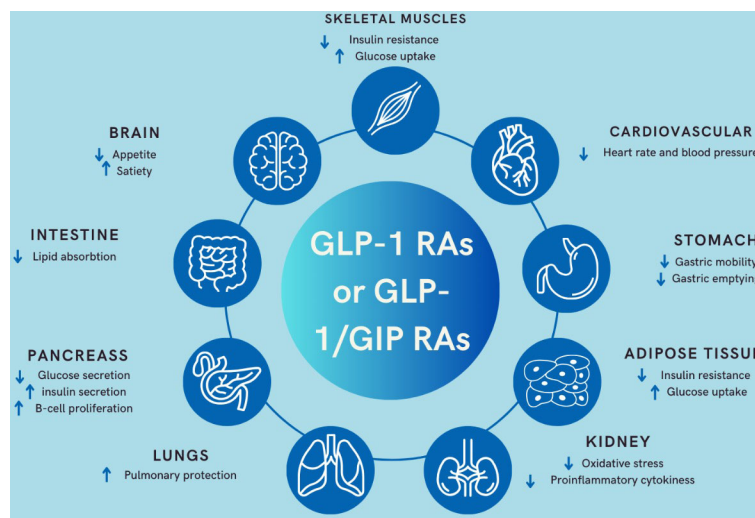 SKELETAL MUSCLES
↓ Insulin resistance
↑ Glucose uptake
BRAIN
↓ Appetite
↑ Satiety
CARDIOVASCULAR
↓ Heart rate and blood pressure
INTESTINE
↓ Lipid absorbtion
GLP-1 RAs
or GLP-
1/GIP RAs
STOMACH
↓ Gastric mobility
↓ Gastric emptyin
PANCREASS
↓ Glucose secretion
↑ insulin secretion
↑ B-cell proliferation
ADIPOSE TISSUE
↓ Insulin resistance
↑ Glucose uptake
LUNGS
↑ Pulmonary protection
KIDNEY
↓ Oxidative stress
↓ Proinflammatory cytokiness